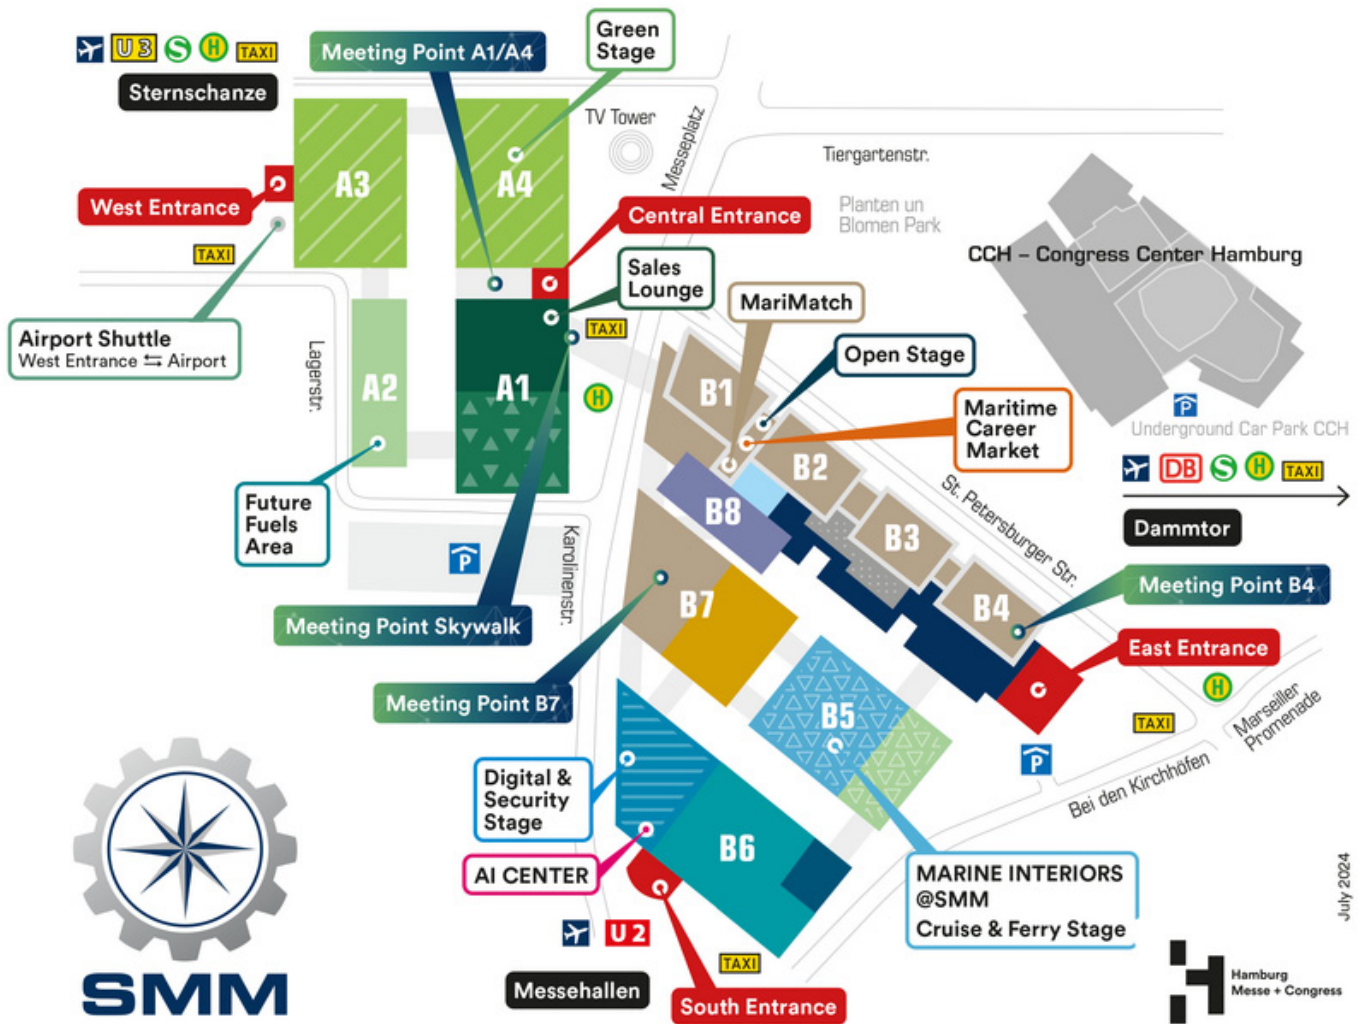 U3
S
H
TAXI
Sternschanze
Meeting Point A1/A4
Green
Stage
TV Tower
Messeplatz
Tiergartenstr.
Planten un
Blomen Park
CCH – Congress Center Hamburg
A3
A4
West Entrance
Central Entrance
TAXI
Sales
Lounge
MariMatch
Airport Shuttle
West Entrance ⇆ Airport
Lagerstr.
TAXI
Open Stage
A2
A1
H
B1
Maritime
Career
Market
P
Underground Car Park CCH
DB
S
H
TAXI
Dammtor
B2
St. Petersburger Str.
Future
Fuels
Area
B8
B3
P
Karolinenstr.
Meeting Point B4
B7
B4
Meeting Point Skywalk
East Entrance
H
Marseiller
Promenade
Meeting Point B7
B5
TAXI
P
Bei den Kirchhöfen
Digital &
Security
Stage
B6
AI CENTER
MARINE INTERIORS
@SMM
Cruise & Ferry Stage
July 2024
U2
TAXI
Messehallen
South Entrance
SMM
Hamburg
Messe + Congress